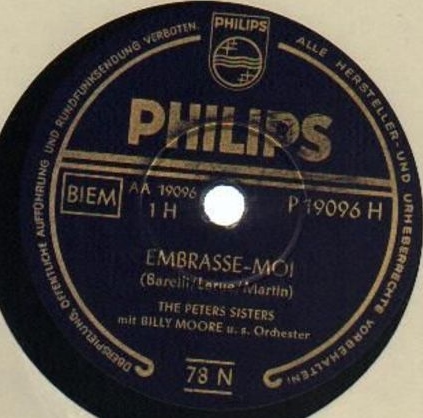 PHILIPS
ÜBERSPIELUNG, ÖFFENTLICHE AUFFÜHRUNG UND RUNDFUNKSENDUNG VERBOTEN.
ALLE HERSTELLER- UND URHEBERRECHTE VORBEHALTEN!
PHILIPS
BIEM
AA 19096
1 H
P 19096 H
EMBRASSE-MOI
(Barelli/Larue/Martin)
THE PETERS SISTERS
mit BILLY MOORE u. s. Orchester
78 N